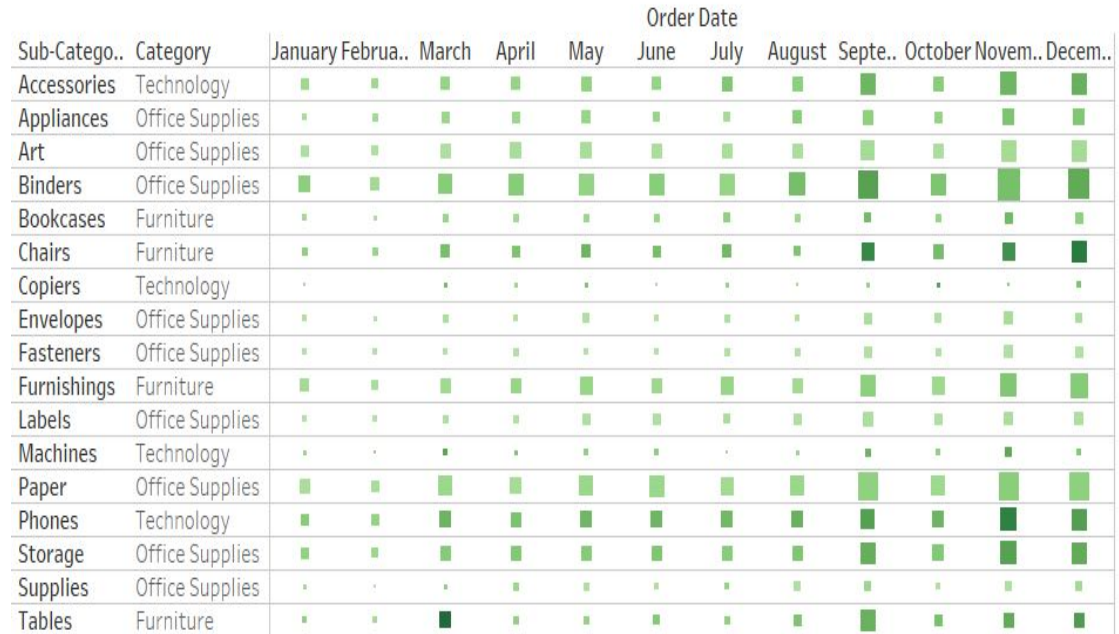 Order Date
Sub-Catego.. Category January Februa.. March April May June July August Septe.. October Novem.. Decem..
Accessories Technology
Appliances Office Supplies
Art Office Supplies
Binders Office Supplies
Bookcases Furniture
Chairs Furniture
Copiers Technology
Envelopes Office Supplies
Fasteners Office Supplies
Furnishings Furniture
Labels Office Supplies
Machines Technology
Paper Office Supplies
Phones Technology
Storage Office Supplies
Supplies Office Supplies
Tables Furniture